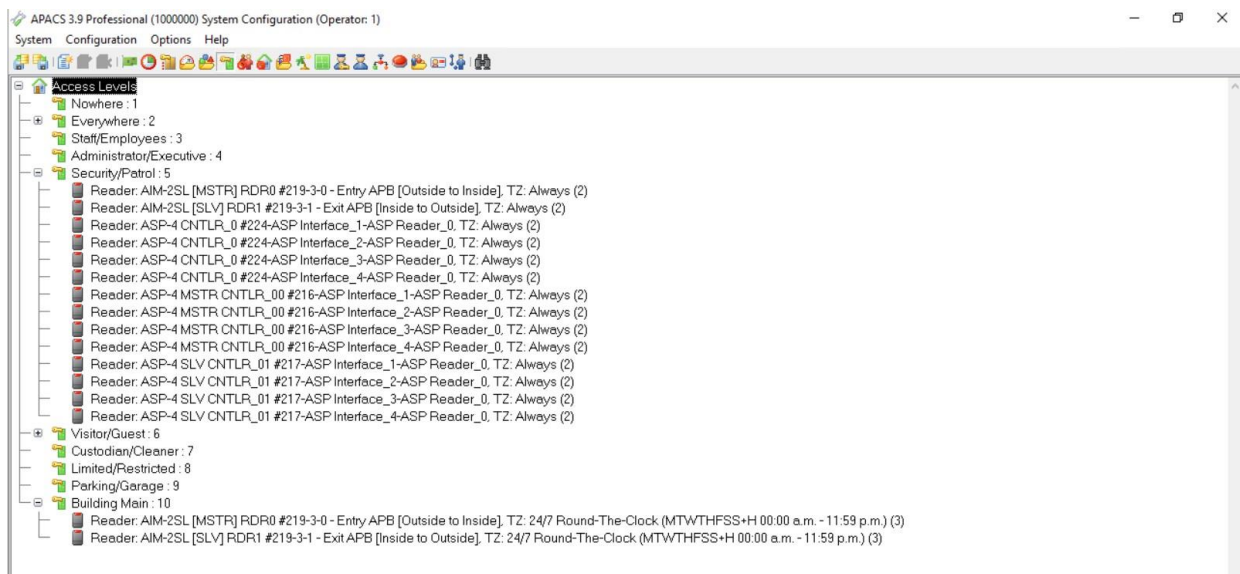 APACS 3.9 Professional (1000000) System Configuration (Operator: 1)
System Configuration Options Help
Access Levels
Nowhere : 1
Everywhere : 2
Staff/Employees : 3
Administrator/Executive : 4
Security/Patrol : 5
Reader: AIM-2SL [MSTR] RDR0 #219-3-0 - Entry APB [Outside to Inside], TZ: Always (2)
Reader: AIM-2SL [SLV] RDR1 #219-3-1 - Exit APB [Inside to Outside], TZ: Always (2)
Reader: ASP-4 CNTLR_0 #224-ASP Interface_1-ASP Reader_0, TZ: Always (2)
Reader: ASP-4 CNTLR_0 #224-ASP Interface_2-ASP Reader_0, TZ: Always (2)
Reader: ASP-4 CNTLR_0 #224-ASP Interface_3-ASP Reader_0, TZ: Always (2)
Reader: ASP-4 CNTLR_0 #224-ASP Interface_4-ASP Reader_0, TZ: Always (2)
Reader: ASP-4 MSTR CNTLR_00 #216-ASP Interface_1-ASP Reader_0, TZ: Always (2)
Reader: ASP-4 MSTR CNTLR_00 #216-ASP Interface_2-ASP Reader_0, TZ: Always (2)
Reader: ASP-4 MSTR CNTLR_00 #216-ASP Interface_3-ASP Reader_0, TZ: Always (2)
Reader: ASP-4 MSTR CNTLR_00 #216-ASP Interface_4-ASP Reader_0, TZ: Always (2)
Reader: ASP-4 SLV CNTLR_01 #217-ASP Interface_1-ASP Reader_0, TZ: Always (2)
Reader: ASP-4 SLV CNTLR_01 #217-ASP Interface_2-ASP Reader_0, TZ: Always (2)
Reader: ASP-4 SLV CNTLR_01 #217-ASP Interface_3-ASP Reader_0, TZ: Always (2)
Reader: ASP-4 SLV CNTLR_01 #217-ASP Interface_4-ASP Reader_0, TZ: Always (2)
Visitor/Guest : 6
Custodian/Cleaner : 7
Limited/Restricted : 8
Parking/Garage : 9
Building Main : 10
Reader: AIM-2SL [MSTR] RDR0 #219-3-0 - Entry APB [Outside to Inside], TZ: 24/7 Round-The-Clock (MTWTHFSS+H 00:00 a.m. - 11:59 p.m.) (3)
Reader: AIM-2SL [SLV] RDR1 #219-3-1 - Exit APB [Inside to Outside], TZ: 24/7 Round-The-Clock (MTWTHFSS+H 00:00 a.m. - 11:59 p.m.) (3)